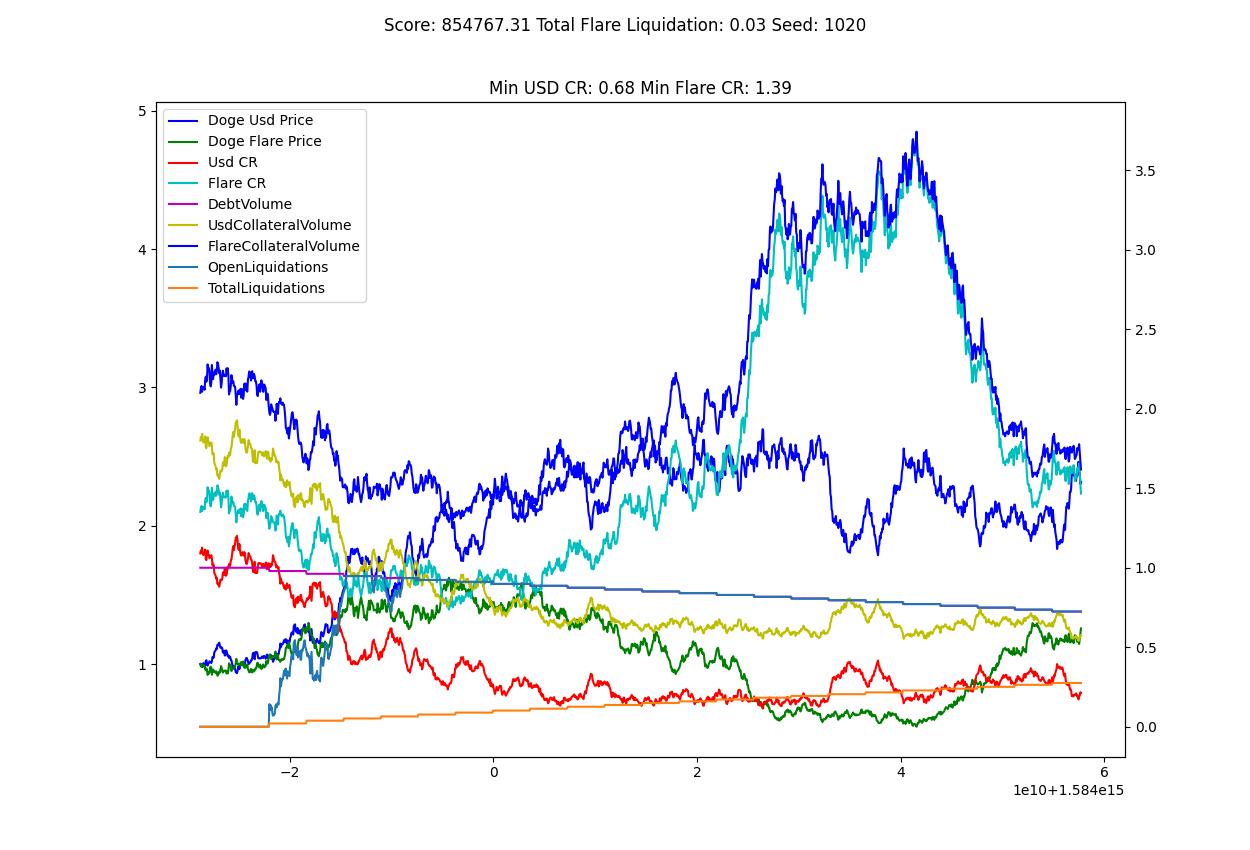 Score: 854767.31 Total Flare Liquidation: 0.03 Seed: 1020
Min USD CR: 0.68 Min Flare CR: 1.39
Doge Usd Price
Doge Flare Price
Usd CR
Flare CR
DebtVolume
UsdCollateralVolume
FlareCollateralVolume
OpenLiquidations
TotalLiquidations
5
4
3
2
1
3.5
3.0
2.5
2.0
1.5
1.0
0.5
0.0
−2
0
2
4
6
1e10+1.584e15